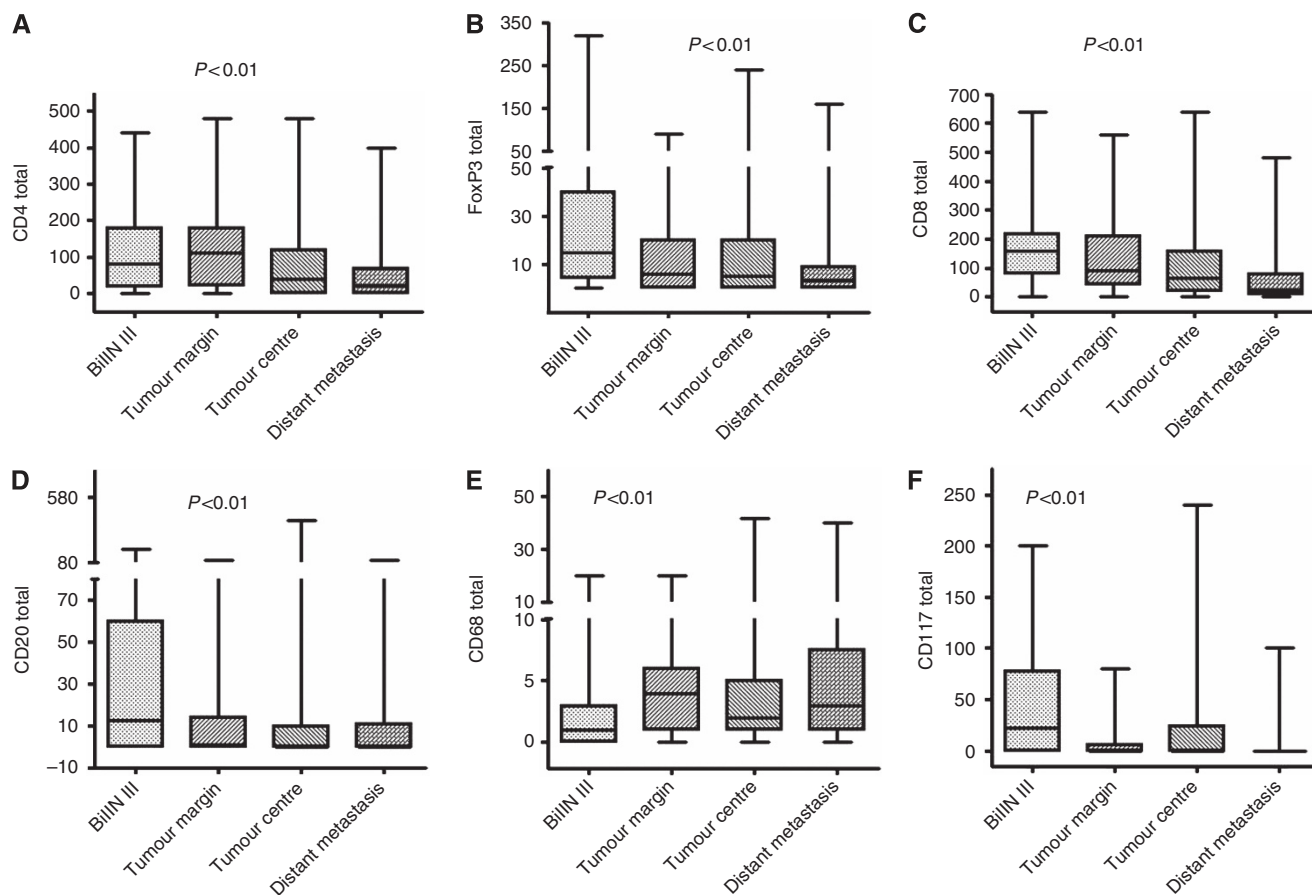 A
P<0.01
CD4 total
500
400
300
200
100
0
BilIN III
Tumour margin
Tumour centre
Distant metastasis
B
P<0.01
FoxP3 total
350
250
150
50
50
30
10
BilIN III
Tumour margin
Tumour centre
Distant metastasis
C
P<0.01
CD8 total
700
600
500
400
300
200
100
0
BilIN III
Tumour margin
Tumour centre
Distant metastasis
D
P<0.01
CD20 total
580
80
70
50
30
10
–10
BilIN III
Tumour margin
Tumour centre
Distant metastasis
E
P<0.01
CD68 total
50
30
10
10
5
0
BilIN III
Tumour margin
Tumour centre
Distant metastasis
F
P<0.01
CD117 total
250
200
150
100
50
0
BilIN III
Tumour margin
Tumour centre
Distant metastasis